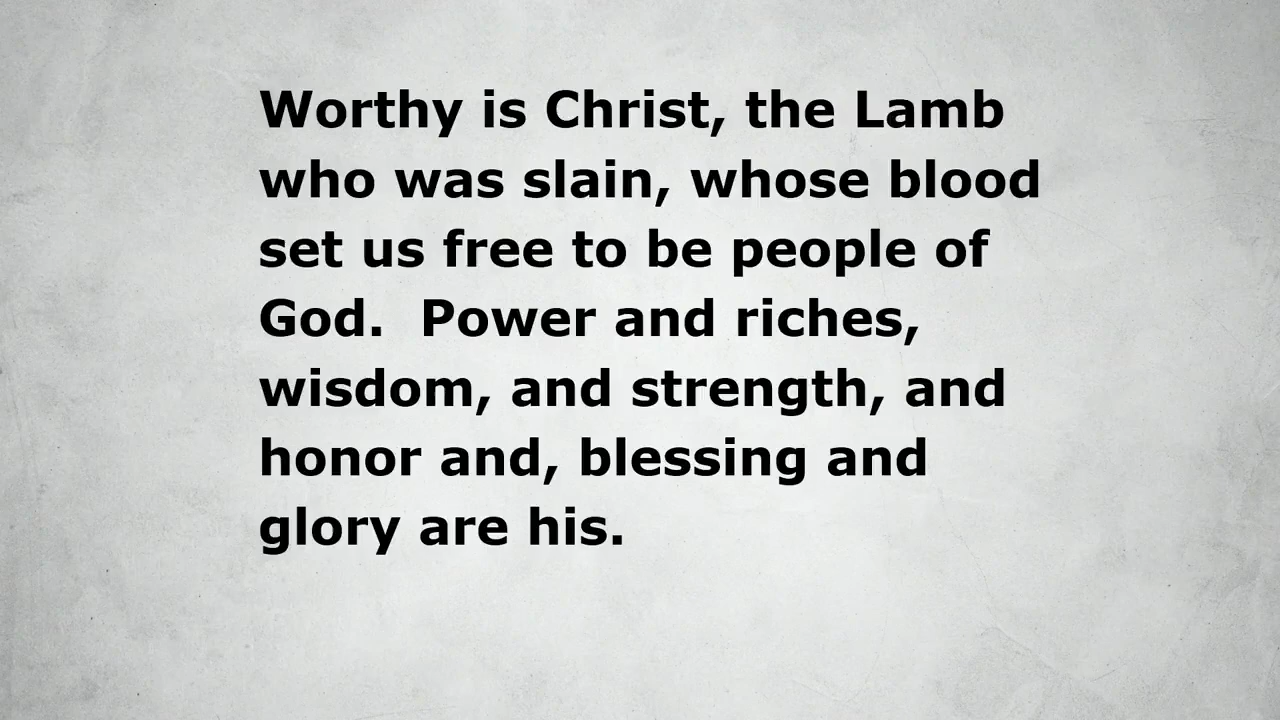 Worthy is Christ, the Lamb
who was slain, whose blood
set us free to be people of
God.  Power and riches,
wisdom, and strength, and
honor and, blessing and
glory are his.